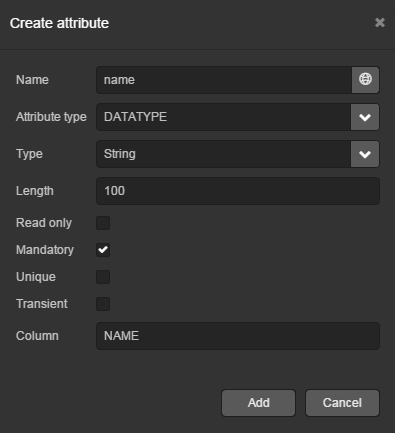 Create attribute
Name name
Attribute type DATATYPE
Type String
Length 100
Read only
Mandatory
Unique
Transient
Column NAME
Add Cancel